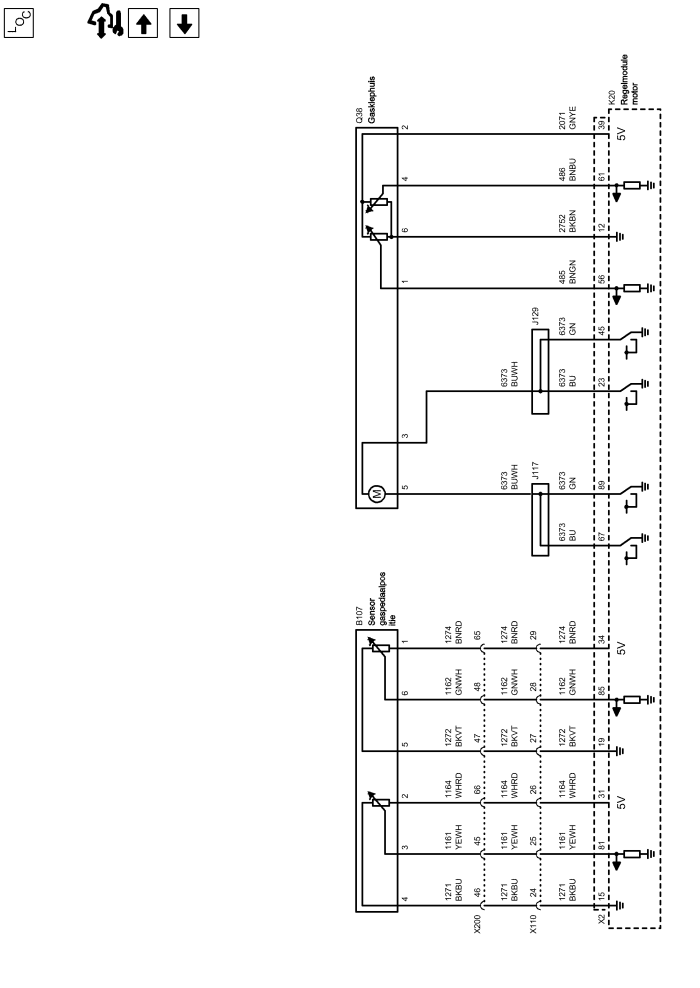 LOC
Q38
Gasklephuis
K20
Regelmodule
motor
2
2071
GNYE
39
5V
4
486
BNBU
61
6
2752
BKBN
12
1
485
BNGN
56
J129
6373
GN
45
6373
BUWH
6373
BU
23
3
5
6373
BUWH
J117
6373
GN
89
6373
BU
67
M
B107
Sensor
gaspedaalpos
itie
1
1274
BNRD
65
1274
BNRD
29
1274
BNRD
34
5V
6
1162
GNWH
48
1162
GNWH
28
1162
GNWH
85
5
1272
BKVT
47
1272
BKVT
27
1272
BKVT
19
2
1164
WHRD
66
1164
WHRD
26
1164
WHRD
31
5V
3
1161
YEWH
45
1161
YEWH
25
1161
YEWH
81
4
1271
BKBU
46
1271
BKBU
24
1271
BKBU
15
X200
X110
X2